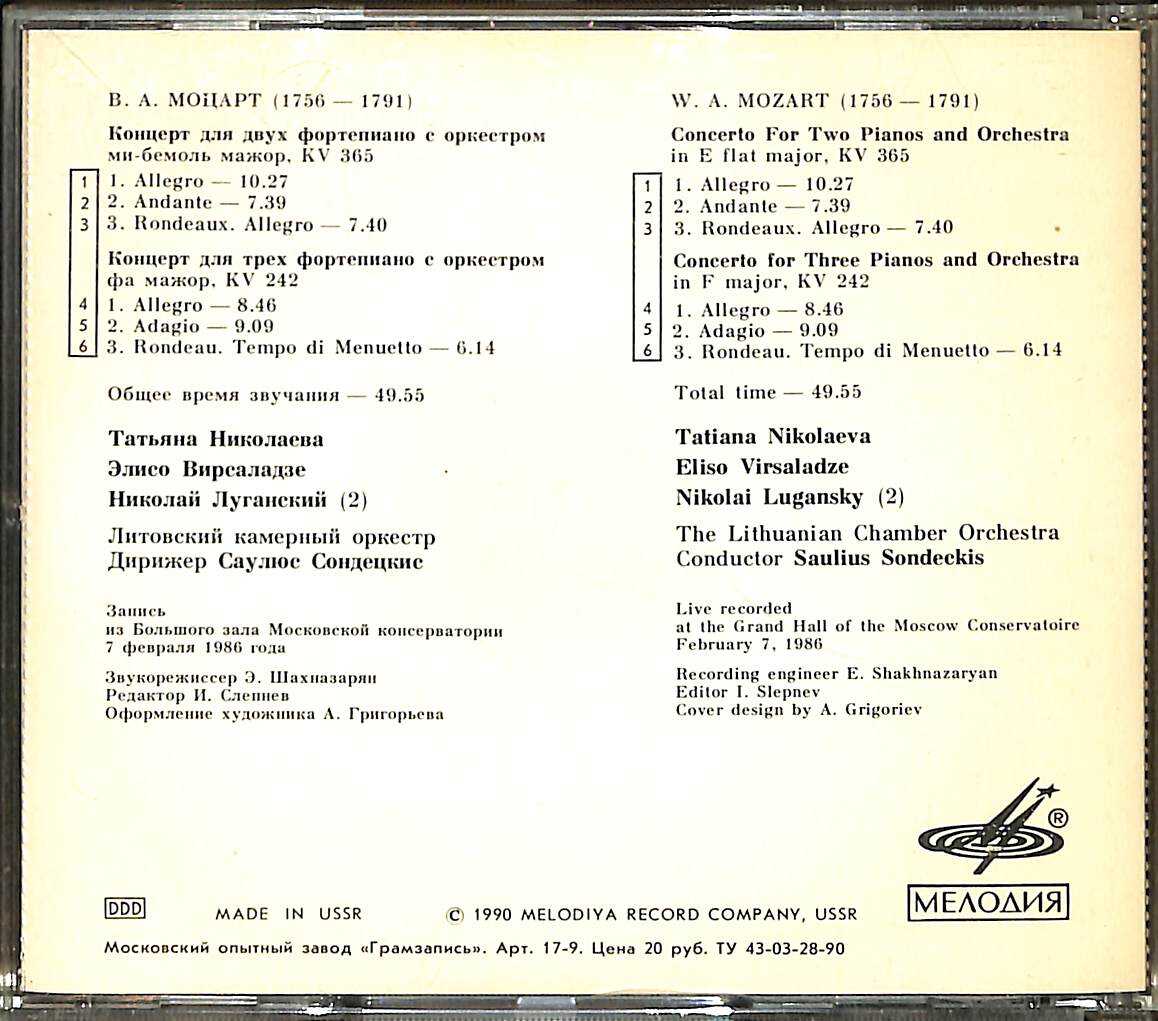 В. А. МОЦАРТ (1756 — 1791)
Концерт для двух фортепиано с оркестром
ми-бемоль мажор, KV 365
1 1. Allegro — 10.27
2 2. Andante — 7.39
3 3. Rondeaux. Allegro — 7.40
Концерт для трех фортепиано с оркестром
фа мажор, KV 242
4 1. Allegro — 8.46
5 2. Adagio — 9.09
6 3. Rondeau. Tempo di Menuetto — 6.14
Общее время звучания — 49.55
Татьяна Николаева
Элисо Вирсаладзе
Николай Луганский (2)
Литовский камерный оркестр
Дирижер Саулюс Сондецкис
Запись
из Большого зала Московской консерватории
7 февраля 1986 года
Звукорежиссер Э. Шахназарян
Редактор И. Слепнев
Оформление художника А. Григорьева
W. A. MOZART (1756 — 1791)
Concerto For Two Pianos and Orchestra
in E flat major, KV 365
1 1. Allegro — 10.27
2 2. Andante — 7.39
3 3. Rondeaux. Allegro — 7.40
Concerto for Three Pianos and Orchestra
in F major, KV 242
4 1. Allegro — 8.46
5 2. Adagio — 9.09
6 3. Rondeau. Tempo di Menuetto — 6.14
Total time — 49.55
Tatiana Nikolaeva
Eliso Virsaladze
Nikolai Lugansky (2)
The Lithuanian Chamber Orchestra
Conductor Saulius Sondeckis
Live recorded
at the Grand Hall of the Moscow Conservatoire
February 7, 1986
Recording engineer E. Shakhnazaryan
Editor I. Slepnev
Cover design by A. Grigoriev
®
МЕЛОДИЯ
DDD MADE IN USSR © 1990 MELODIYA RECORD COMPANY, USSR
Московский опытный завод «Грамзапись». Арт. 17-9. Цена 20 руб. ТУ 43-03-28-90